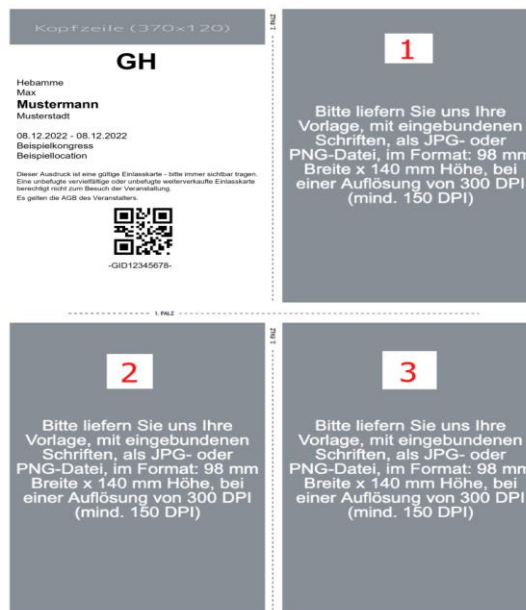 Kopfzeile (370x120)
GH
Hebamme
Max
Mustermann
Musterstadt
08.12.2022 - 08.12.2022
Beispielkongress
Beispiellocation
Dieser Ausdruck ist eine gültige Einlasskarte - bitte immer sichtbar tragen.
Eine unbefugte vervielfältige oder unbefugte weiterverkaufte Einlasskarte
berechtigt nicht zum Besuch der Veranstaltung.
Es gelten die AGB des Veranstalters.
-GID12345678-
2. FALZ
1
Bitte liefern Sie uns Ihre
Vorlage, mit eingebundenen
Schriften, als JPG- oder
PNG-Datei, im Format: 98 mm
Breite x 140 mm Höhe, bei
einer Auflösung von 300 DPI
(mind. 150 DPI)
1. FALZ
2
Bitte liefern Sie uns Ihre
Vorlage, mit eingebundenen
Schriften, als JPG- oder
PNG-Datei, im Format: 98 mm
Breite x 140 mm Höhe, bei
einer Auflösung von 300 DPI
(mind. 150 DPI)
2. FALZ
3
Bitte liefern Sie uns Ihre
Vorlage, mit eingebundenen
Schriften, als JPG- oder
PNG-Datei, im Format: 98 mm
Breite x 140 mm Höhe, bei
einer Auflösung von 300 DPI
(mind. 150 DPI)